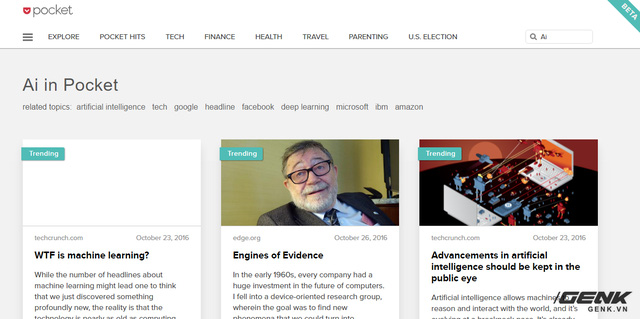 pocket
BETA
EXPLORE POCKET HITS TECH FINANCE HEALTH TRAVEL PARENTING U.S. ELECTION Ai
Ai in Pocket
related topics: artificial intelligence tech google headline facebook deep learning microsoft ibm amazon
Trending
techcrunch.com October 23, 2016
WTF is machine learning?
While the number of headlines about
machine learning might lead one to think
that we just discovered something
profoundly new, the reality is that the
technology is nearly as old as computing
Trending
edge.org October 26, 2016
Engines of Evidence
In the early 1960s, every company had a
huge investment in the future of computers.
I fell into a device-oriented research group,
wherein the goal was to find new
phenomena that we could turn into
Trending
techcrunch.com October 23, 2016
Advancements in artificial
intelligence should be kept in the
public eye
Artificial intelligence allows machines to
reason and interact with the world, and it's
evolving at a breakneck pace. It's already
GENK
GENK.VN